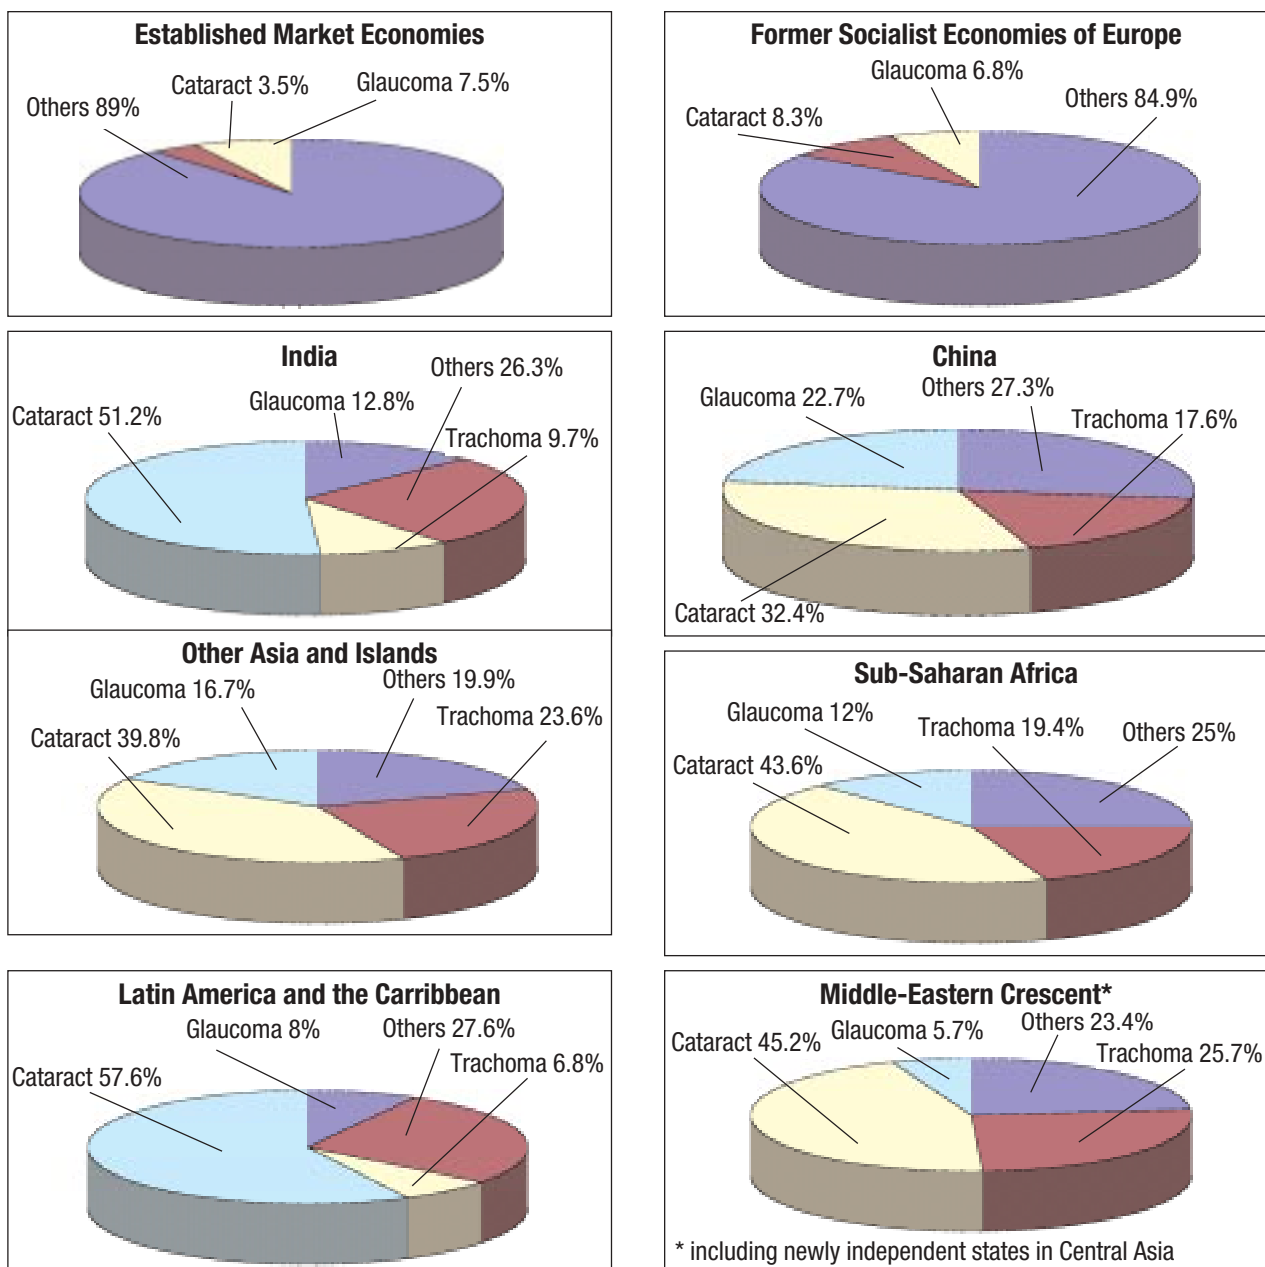 Established Market Economies
Cataract 3.5%
Glaucoma 7.5%
Others 89%
Former Socialist Economies of Europe
Glaucoma 6.8%
Others 84.9%
Cataract 8.3%
India
Others 26.3%
Glaucoma 12.8%
Cataract 51.2%
Trachoma 9.7%
China
Others 27.3%
Glaucoma 22.7%
Trachoma 17.6%
Cataract 32.4%
Other Asia and Islands
Others 19.9%
Glaucoma 16.7%
Trachoma 23.6%
Cataract 39.8%
Sub-Saharan Africa
Glaucoma 12%
Trachoma 19.4%
Others 25%
Cataract 43.6%
Latin America and the Carribbean
Glaucoma 8%
Others 27.6%
Trachoma 6.8%
Cataract 57.6%
Middle-Eastern Crescent*
Others 23.4%
Glaucoma 5.7%
Cataract 45.2%
Trachoma 25.7%
* including newly independent states in Central Asia